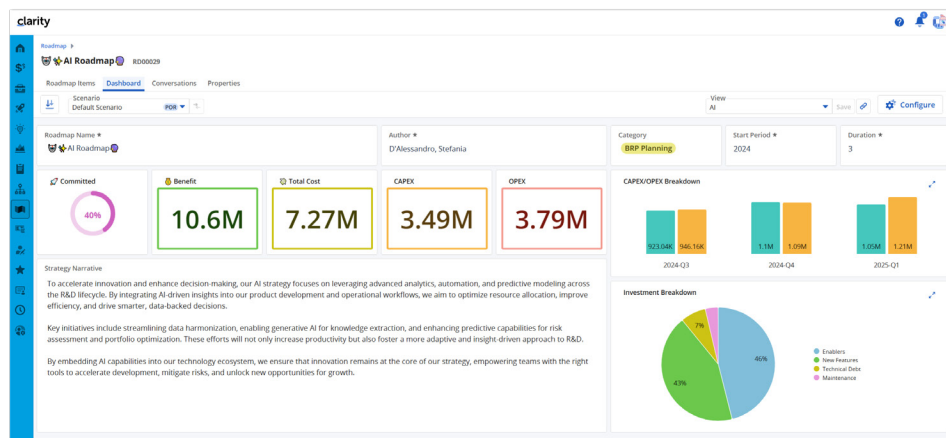 clarity
Roadmap
AI Roadmap RD00029
Roadmap Items Dashboard Conversations Properties
Scenario
Default Scenario POR
View
AI
Save
Configure
Roadmap Name *
AI Roadmap
Author *
D'Alessandro, Stefania
Category
BRP Planning
Start Period *
2024
Duration *
3
Committed
40%
Benefit
10.6M
Total Cost
7.27M
CAPEX
3.49M
OPEX
3.79M
CAPEX/OPEX Breakdown
923.04K 946.16K 1.1M 1.09M 1.05M 1.21M
2024-Q3 2024-Q4 2025-Q1
Strategy Narrative
To accelerate innovation and enhance decision-making, our AI strategy focuses on leveraging advanced analytics, automation, and predictive modeling across
the R&D lifecycle. By integrating AI-driven insights into our product development and operational workflows, we aim to optimize resource allocation, improve
efficiency, and drive smarter, data-backed decisions.
Key initiatives include streamlining data harmonization, enabling generative AI for knowledge extraction, and enhancing predictive capabilities for risk
assessment and portfolio optimization. These efforts will not only increase productivity but also foster a more adaptive and insight-driven approach to R&D.
By embedding AI capabilities into our technology ecosystem, we ensure that innovation remains at the core of our strategy, empowering teams with the right
tools to accelerate development, mitigate risks, and unlock new opportunities for growth.
Investment Breakdown
7%
46%
43%
Enablers
New Features
Technical Debt
Maintenance